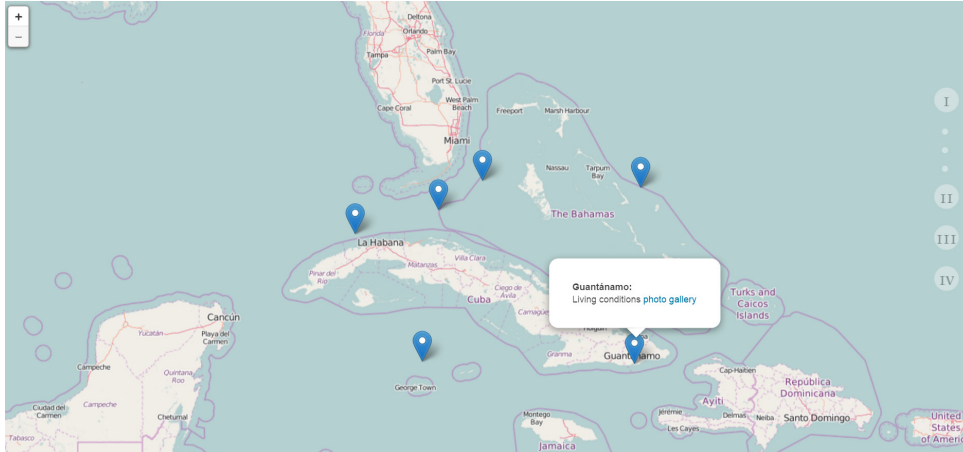 +
−
Deltona
Florida
Orlando
Tampa
Palm Bay
Port St. Lucie
West Palm
Beach
Cape Coral
Freeport
Marsh Harbour
Miami
Nassau
Tarpum
Bay
The Bahamas
I
II
III
IV
La Habana
Pinar del
Río
Matanzas
Villa Clara
Ciego de
Ávila
Cuba
Camagüey
Guantánamo:
Living conditions photo gallery
Holguín
Granma
Guantánamo
Turks and
Caicos
Islands
Cancun
Yucatán
Playa del
Carmen
Campeche
Quintana
Roo
George Town
Ciudad del
Carmen
Campeche
Chetumal
Tabasco
Montego
Bay
Jamaica
Cap-Haïtien
República
Dominicana
Ayiti
Jérémie
Delmas
Neiba
Santo Domingo
Les Cayes
United
States
of Americ